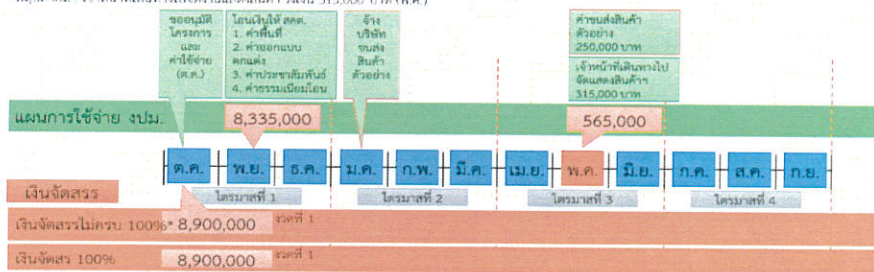 315,000 บาท (พ.ค.)
ขออนุมัติ
โครงการ
และ
ค่าใช้จ่าย
(ต.ค.)
โอนเงินให้ สคต.
1. ค่าพื้นที่
2. ค่าออกแบบ
ตกแต่ง
3. ค่าประชาสัมพันธ์
4. ค่าธรรมเนียมโอน
จ้าง
บริษัท
ขนส่ง
สินค้า
ตัวอย่าง
ค่าขนส่งสินค้า
ตัวอย่าง
250,000 บาท
เจ้าหน้าที่เดินทางไป
จัดแสดงสินค้าฯ
315,000 บาท
แผนการใช้จ่าย งปม.
8,335,000
565,000
ต.ค. พ.ย. ธ.ค. ม.ค. ก.พ. มี.ค. เม.ย. พ.ค. มิ.ย. ก.ค. ส.ค. ก.ย.
ไตรมาสที่ 1 ไตรมาสที่ 2 ไตรมาสที่ 3 ไตรมาสที่ 4
เงินจัดสรร
เงินจัดสรรไม่ครบ 100%* 8,900,000 งวดที่ 1
เงินจัดสร 100% 8,900,000 งวดที่ 1